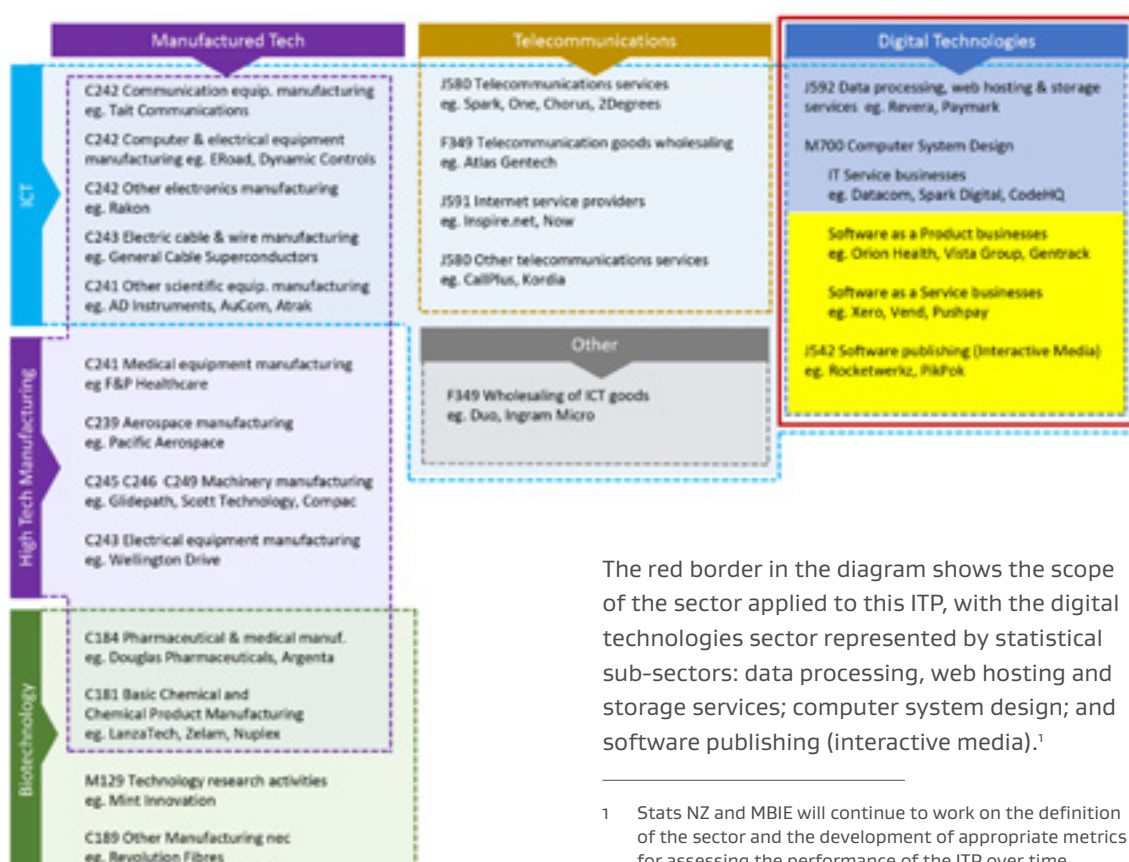 Manufactured Tech
ICT
C242 Communication equip. manufacturing
eg. Tait Communications
C242 Computer & electrical equipment
manufacturing eg. ERoad, Dynamic Controls
C242 Other electronics manufacturing
eg. Rakon
C243 Electric cable & wire manufacturing
eg. General Cable Superconductors
C241 Other scientific equip. manufacturing
eg. AD Instruments, AuCom, Atrak
High Tech Manufacturing
C241 Medical equipment manufacturing
eg F&P Healthcare
C239 Aerospace manufacturing
eg. Pacific Aerospace
C245 C246 C249 Machinery manufacturing
eg. Glidepath, Scott Technology, Compac
C243 Electrical equipment manufacturing
eg. Wellington Drive
Biotechnology
C184 Pharmaceutical & medical manuf.
eg. Douglas Pharmaceuticals, Argenta
C181 Basic Chemical and
Chemical Product Manufacturing
eg. LanzaTech, Zelam, Nuplex
M129 Technology research activities
eg. Mint Innovation
C189 Other Manufacturing nec
eg. Revolution Fibres
Telecommunications
J580 Telecommunications services
eg. Spark, One, Chorus, 2Degrees
F349 Telecommunication goods wholesaling
eg. Atlas Gentech
J591 Internet service providers
eg. Inspire.net, Now
J580 Other telecommunications services
eg. CallPlus, Kordia
Other
F349 Wholesaling of ICT goods
eg. Duo, Ingram Micro
Digital Technologies
J592 Data processing, web hosting & storage
services eg. Revera, Paymark
M700 Computer System Design
IT Service businesses
eg. Datacom, Spark Digital, CodeHQ
Software as a Product businesses
eg. Orion Health, Vista Group, Gentrack
Software as a Service businesses
eg. Xero, Vend, Pushpay
J542 Software publishing (Interactive Media)
eg. Rocketwerkz, PikPok
The red border in the diagram shows the scope
of the sector applied to this ITP, with the digital
technologies sector represented by statistical
sub-sectors: data processing, web hosting and
storage services; computer system design; and
software publishing (interactive media).¹
1 Stats NZ and MBIE will continue to work on the definition
of the sector and the development of appropriate metrics
for assessing the performance of the ITP over time